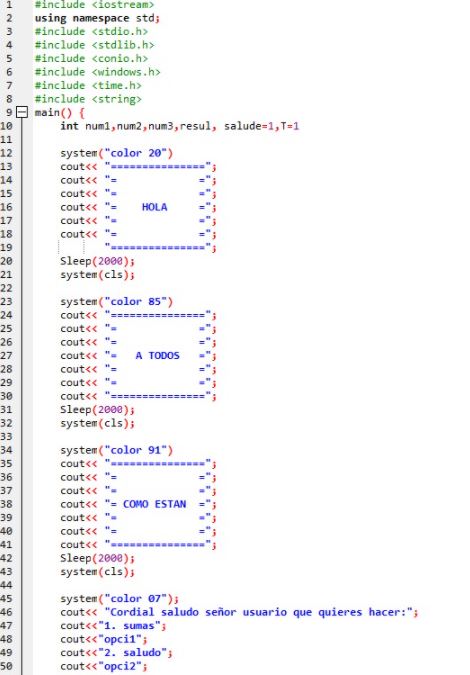 1 #include <iostream>
2 using namespace std;
3 #include <stdio.h>
4 #include <stdlib.h>
5 #include <conio.h>
6 #include <windows.h>
7 #include <time.h>
8 #include <string>
9 main() {
10 int num1,num2,num3,resul, salude=1,T=1
11
12 system("color 20")
13 cout<< "===============";
14 cout<< "=             =";
15 cout<< "=             =";
16 cout<< "=    HOLA     =";
17 cout<< "=             =";
18 cout<< "=             =";
19 "===============";
20 Sleep(2000);
21 system(cls);
22
23 system("color 85")
24 cout<< "===============";
25 cout<< "=             =";
26 cout<< "=             =";
27 cout<< "=   A TODOS   =";
28 cout<< "=             =";
29 cout<< "=             =";
30 cout<< "===============";
31 Sleep(2000);
32 system(cls);
33
34 system("color 91")
35 cout<< "===============";
36 cout<< "=             =";
37 cout<< "=             =";
38 cout<< "= COMO ESTAN  =";
39 cout<< "=             =";
40 cout<< "=             =";
41 cout<< "===============";
42 Sleep(2000);
43 system(cls);
44
45 system("color 07");
46 cout<< "Cordial saludo señor usuario que quieres hacer:";
47 cout<<"1. sumas";
48 cout<<"opci1";
49 cout<<"2. saludo";
50 cout<<"opci2";